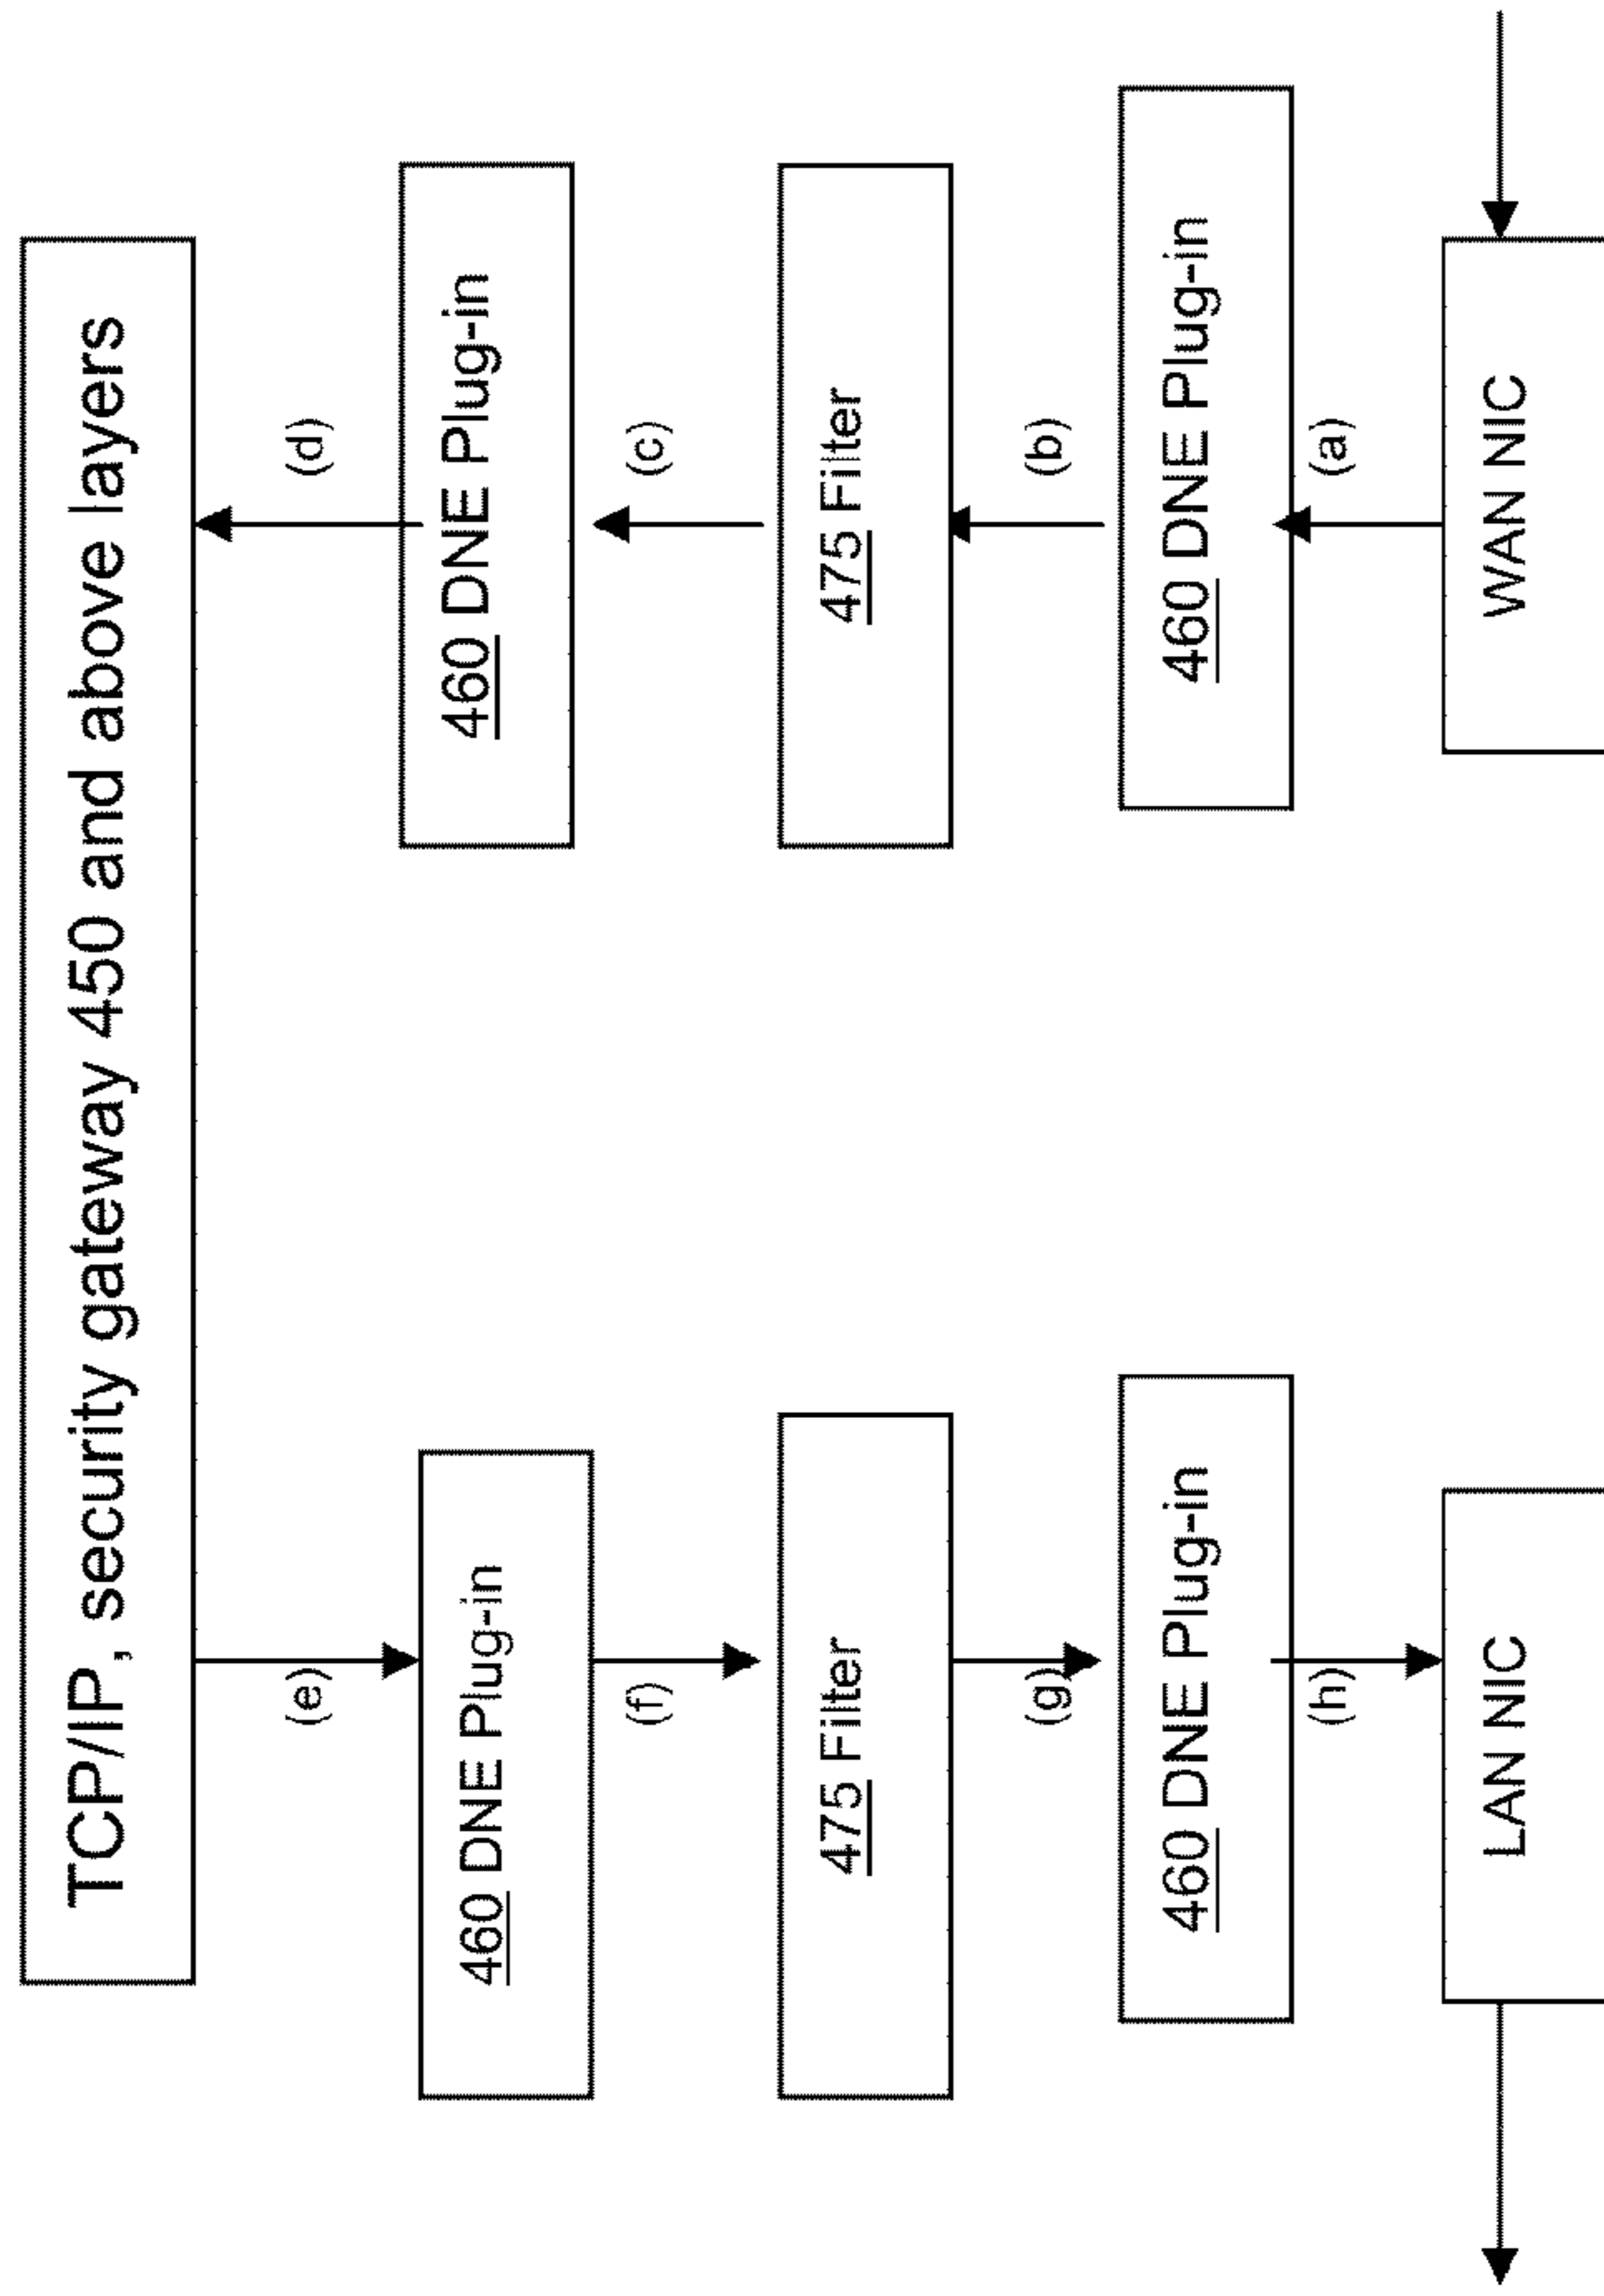 TCP/IP, security gateway 450 and above layers
(e)
(d)
460 DNE Plug-in
460 DNE Plug-in
(f)
(c)
475 Filter
475 Filter
(g)
(b)
460 DNE Plug-in
460 DNE Plug-in
(h)
(a)
LAN NIC
WAN NIC